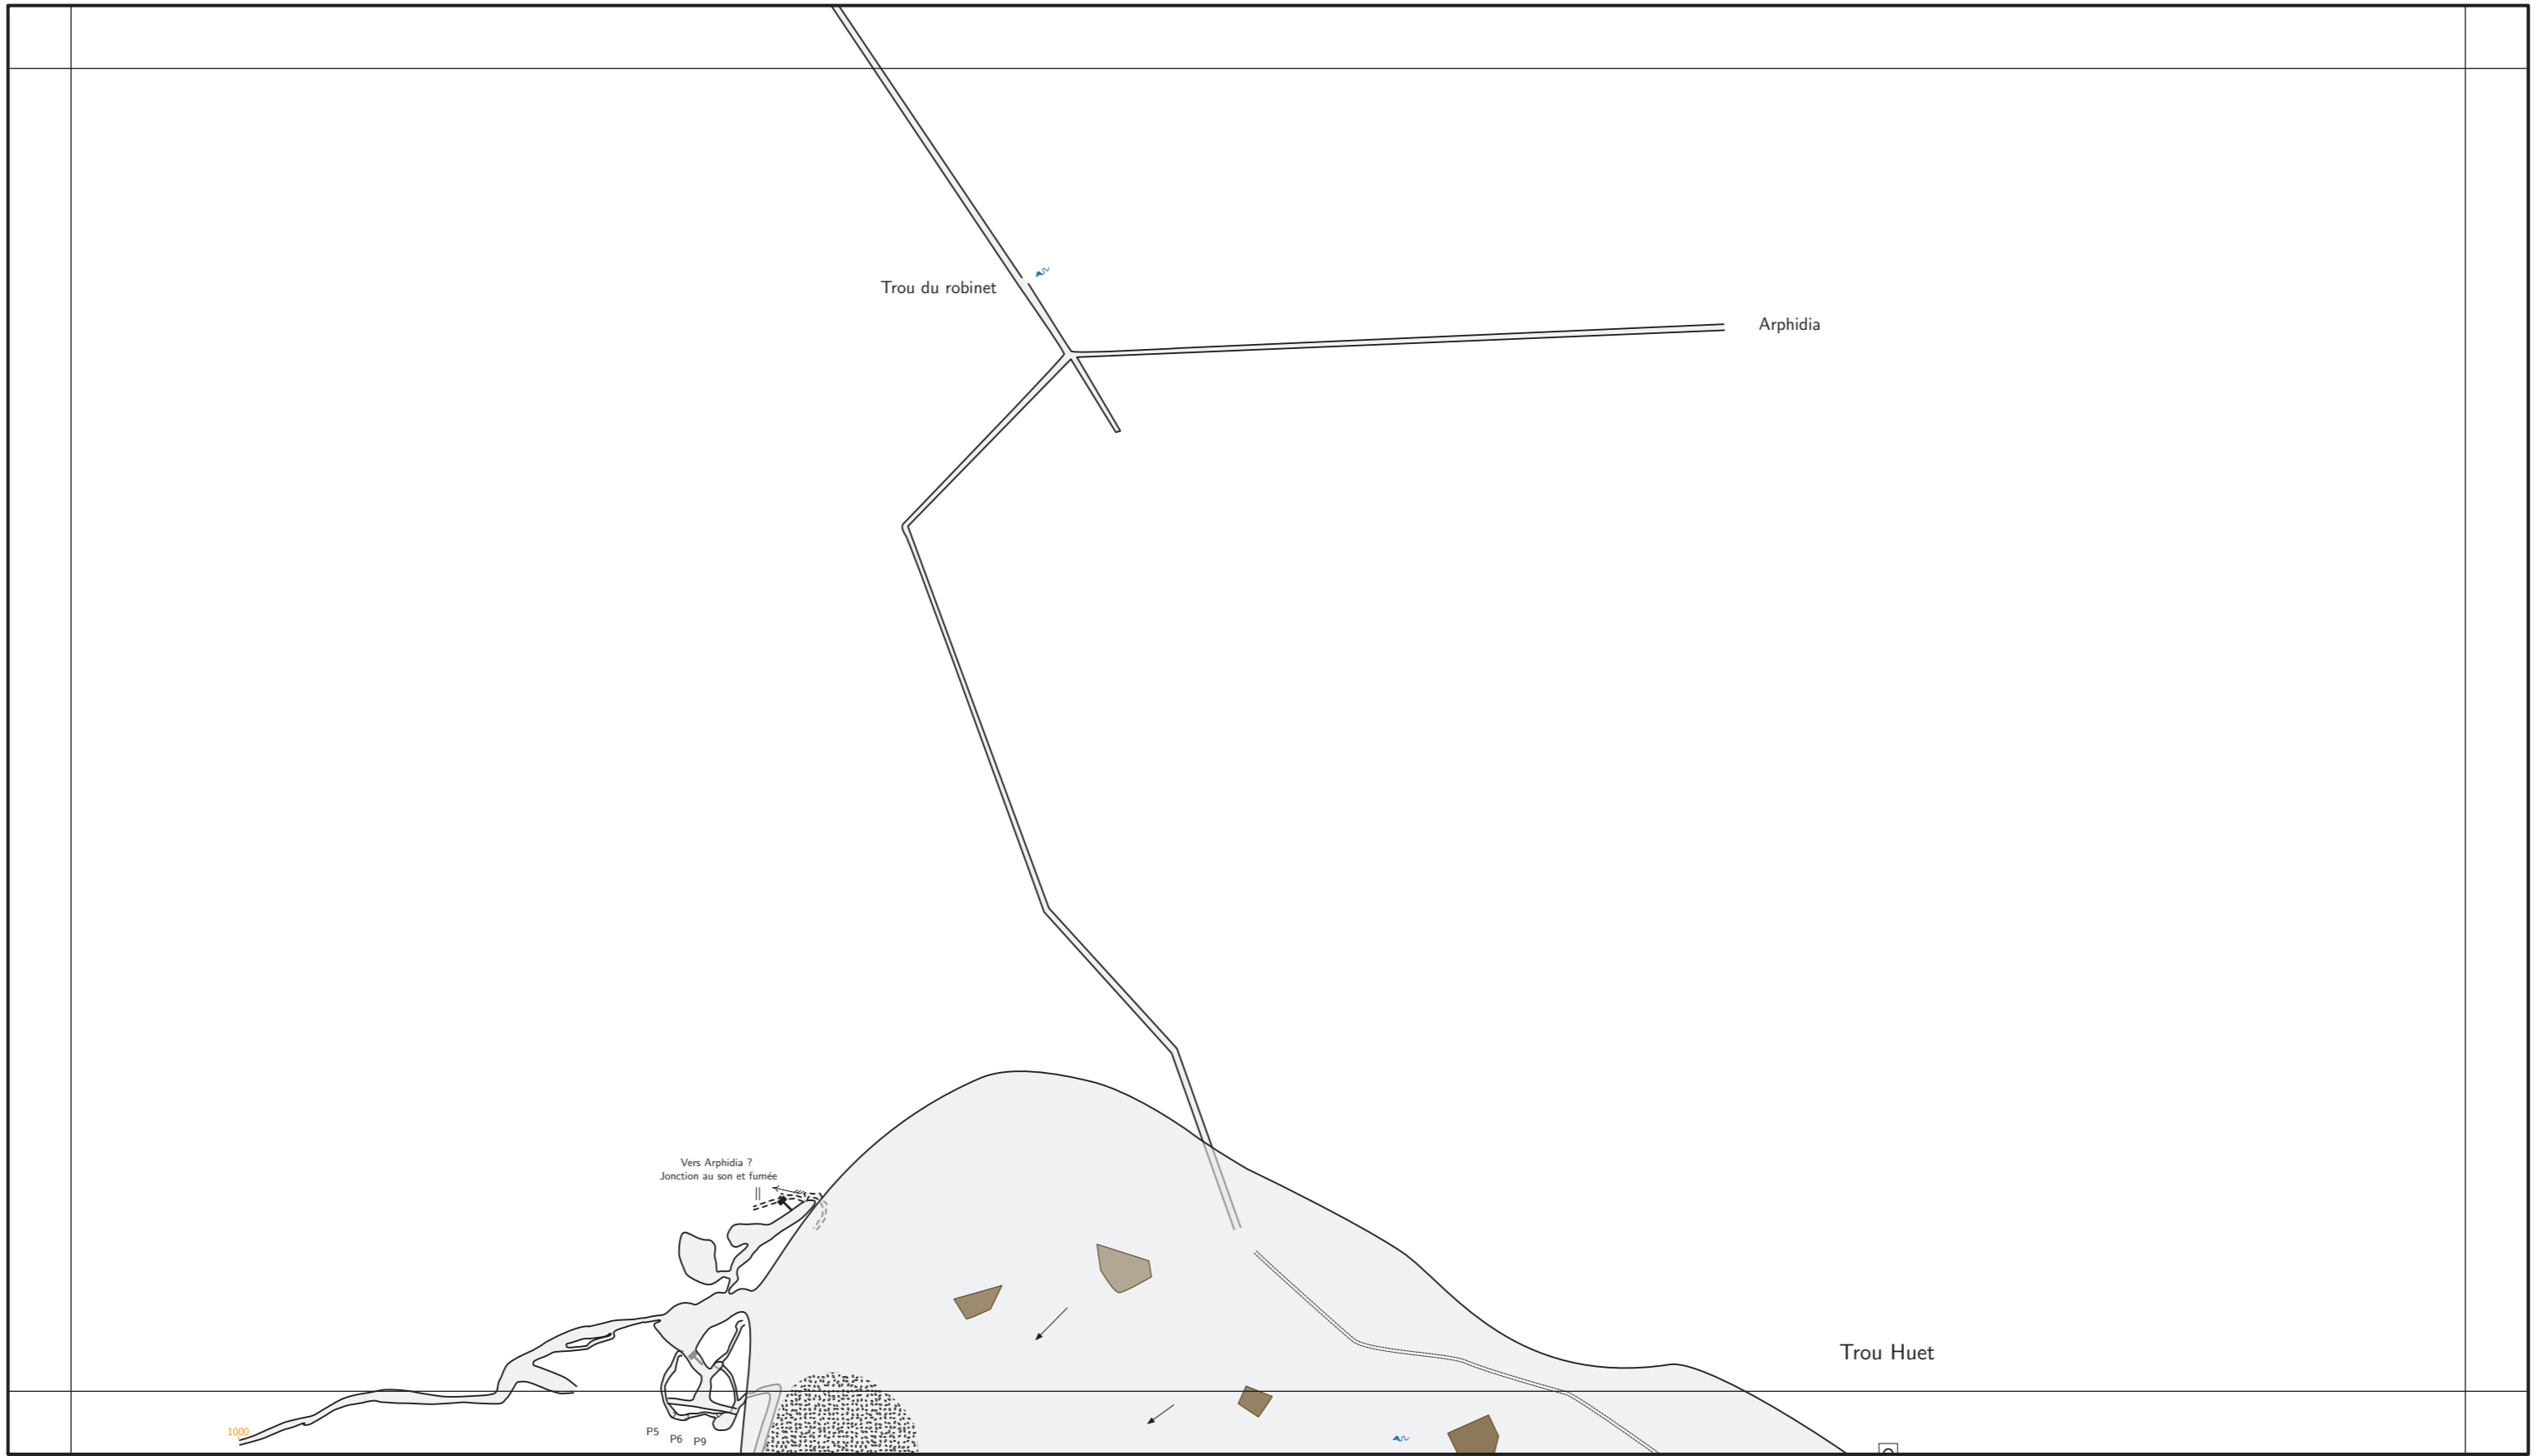 Trou du robinet
Arphidia
Vers Arphidia ?
Jonction au son et fumée
Trou Huet
1000
P5
P6
P9